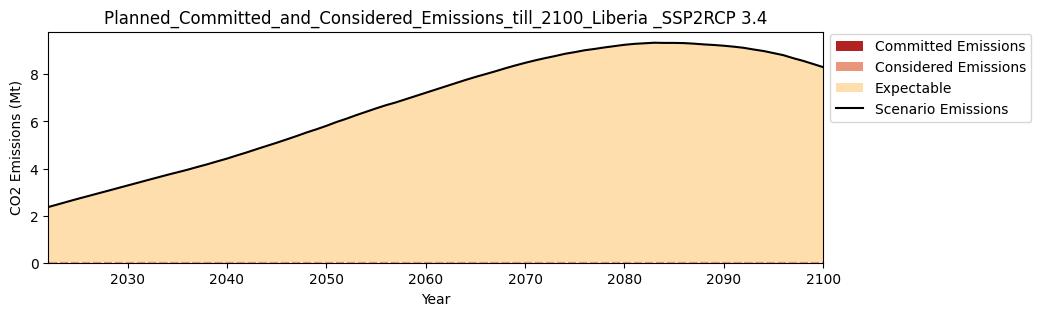 Planned_Committed_and_Considered_Emissions_till_2100_Liberia _SSP2RCP 3.4
Committed Emissions
Considered Emissions
Expectable
Scenario Emissions
CO2 Emissions (Mt)
8
6
4
2
0
2030 2040 2050 2060 2070 2080 2090 2100
Year